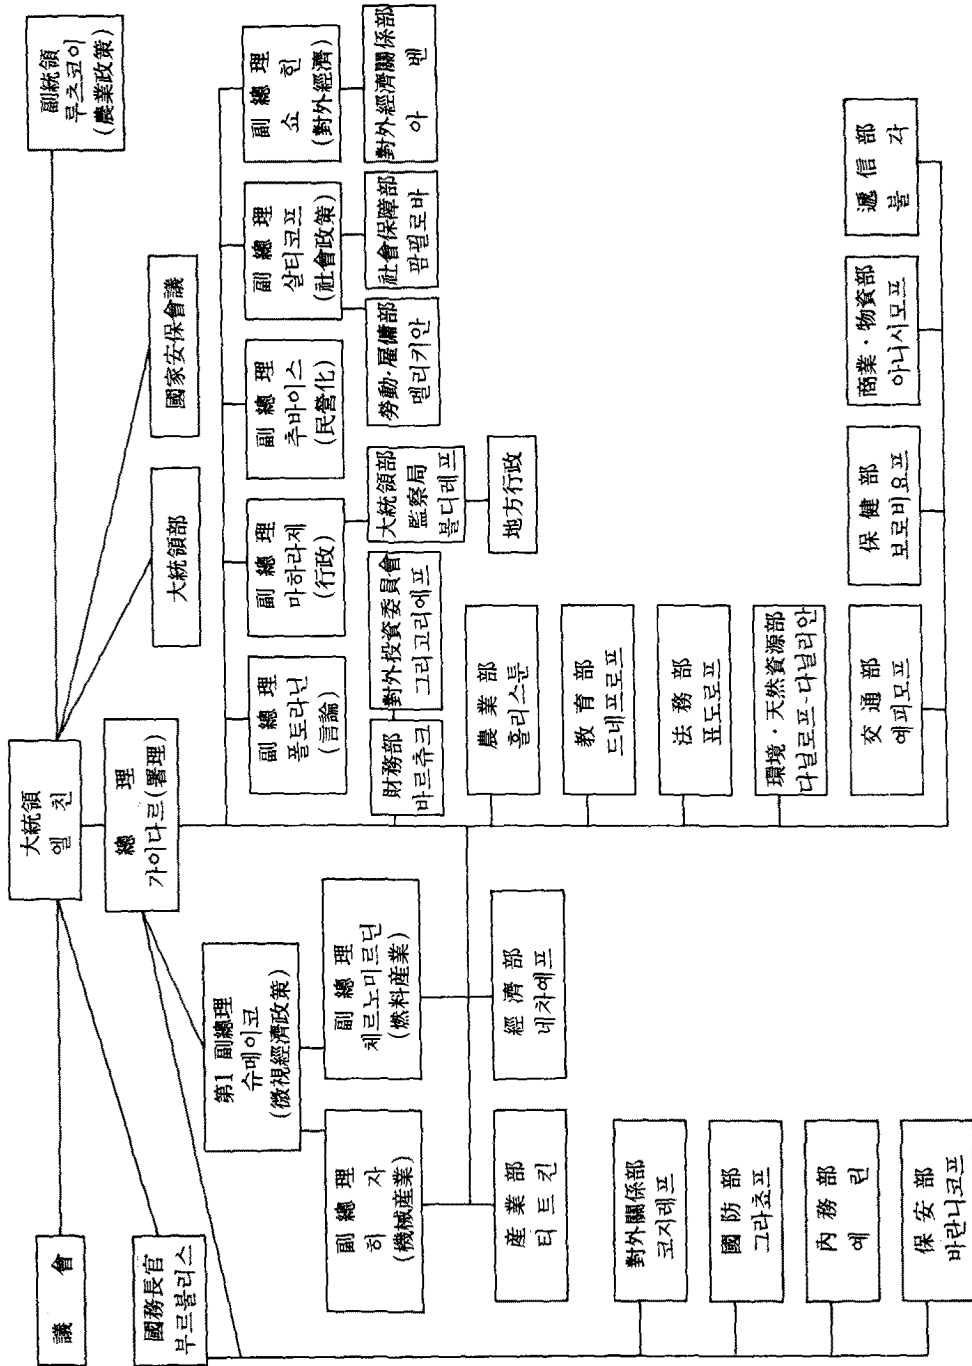 議 會
大統領
옐 친
副統領
루츠코이
(農業政策)
國務長官
부르불리스
總 理
가이다르(署理)
大統領部
國家安保會議
第1 副總理
슈메이코
(微視經濟政策)
副 總 理
폴토라닌
(言論)
副 總 理
마하라제
(行政)
副 總 理
추바이스
(民營化)
副 總 理
살티코프
(社會政策)
副 總 理
쇼 힌
(對外經濟)
副 總 理
히 자
(機械産業)
副 總 理
체르노미르딘
(燃料産業)
財務部
바르츄크
對外投資委員會
그리고리에프
大統領部
監察局
볼디레프
勞動·雇傭部
멜리키안
社會保障部
팜필로바
對外經濟關係部
아 벤
地方行政
産 業 部
티 트 킨
經 濟 部
네차예프
農 業 部
홀리스툰
敎 育 部
드네프로프
法 務 部
표도로프
環境·天然資源部
다닐로프-다닐리안
對外關係部
코지레프
國 防 部
그라쵸프
內 務 部
예 린
保 安 部
바란니코프
交 通 部
예피모프
保 健 部
보로비요프
商業·物資部
아니시모프
遞 信 部
불 각